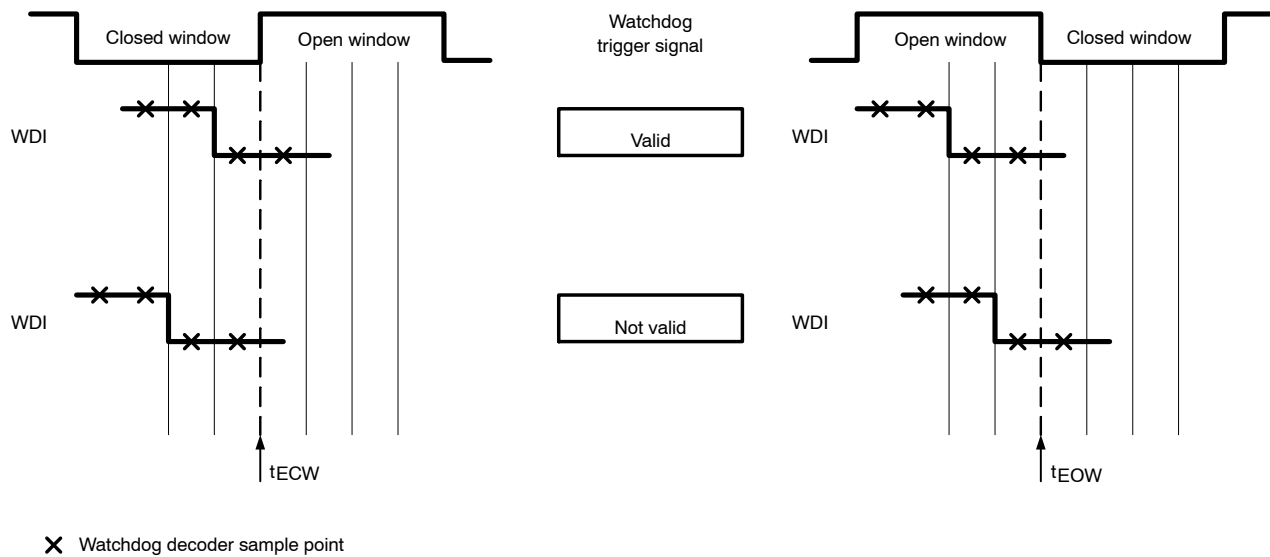 Closed window
Open window
Watchdog
trigger signal
Open window
Closed window
WDI
Valid
WDI
WDI
Not valid
WDI
tECW
tEOW
Watchdog decoder sample point